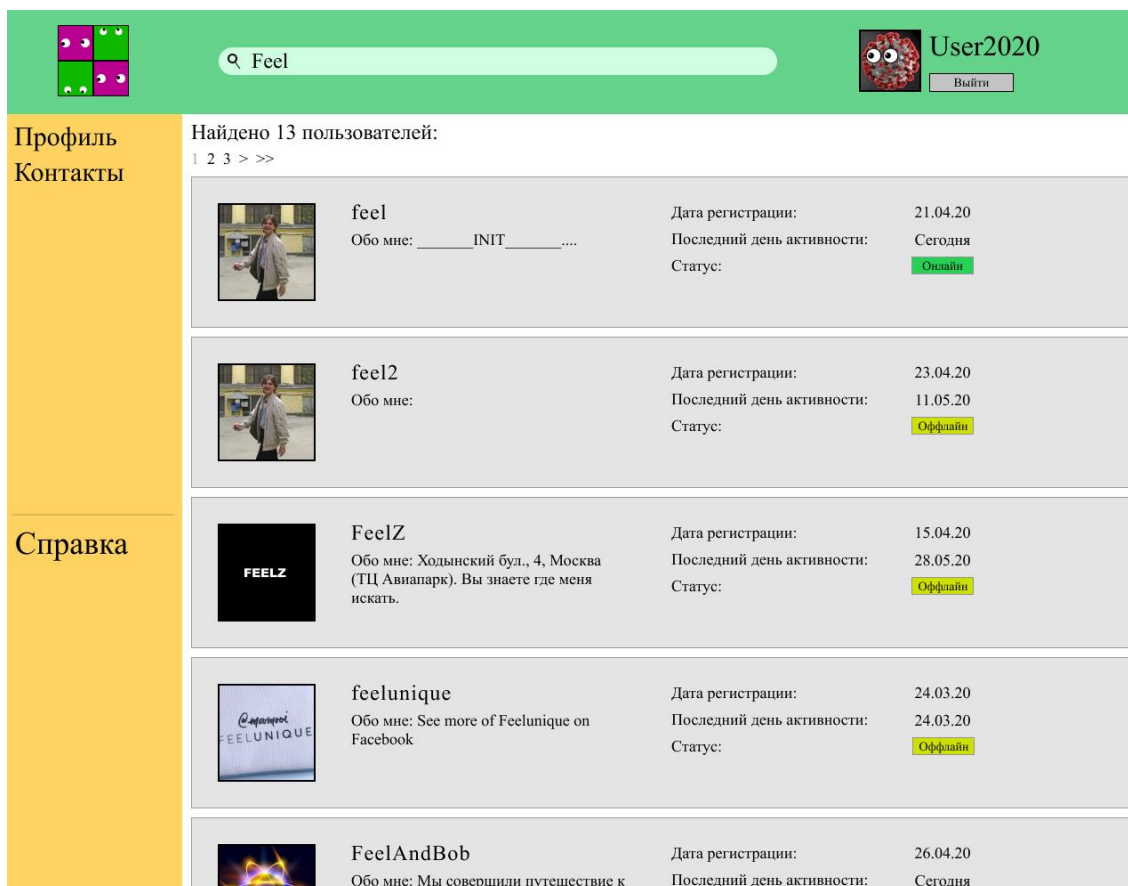 Feel
User2020
Выйти
Профиль
Контакты
Справка
Найдено 13 пользователей:
1 2 3 > >>
feel
Обо мне: _______INIT_______....
Дата регистрации: 21.04.20
Последний день активности: Сегодня
Статус: Онлайн
feel2
Обо мне:
Дата регистрации: 23.04.20
Последний день активности: 11.05.20
Статус: Оффлайн
FEELZ
FeelZ
Обо мне: Ходынский бул., 4, Москва
(ТЦ Авиапарк). Вы знаете где меня
искать.
Дата регистрации: 15.04.20
Последний день активности: 28.05.20
Статус: Оффлайн
FEELUNIQUE
feelunique
Обо мне: See more of Feelunique on
Facebook
Дата регистрации: 24.03.20
Последний день активности: 24.03.20
Статус: Оффлайн
FeelAndBob
Обо мне: Мы совершили путешествие к
Дата регистрации: 26.04.20
Последний день активности: Сегодня